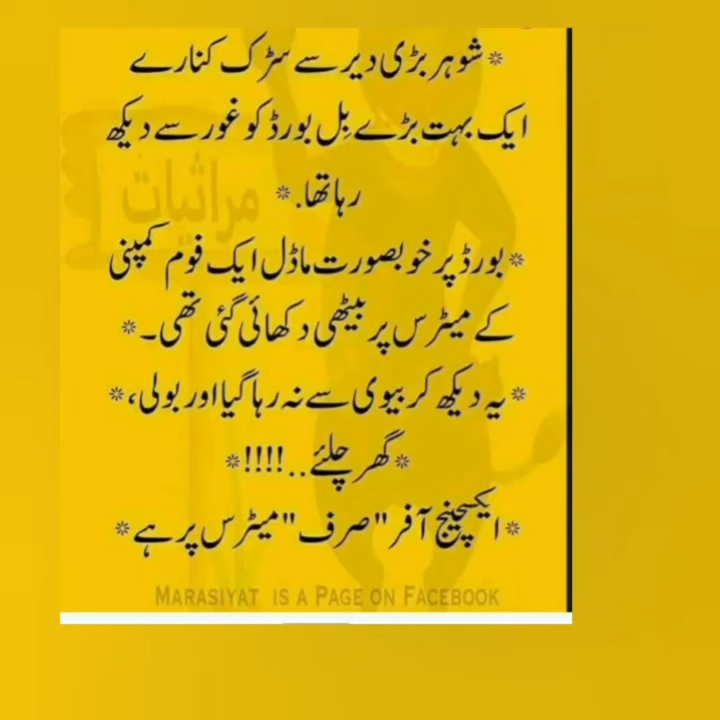 *شوہر بڑی دیر سے سڑک کنارے
ایک بہت بڑے بِل بورڈ کو غور سے دیکھ
رہا تھا.*
مراثیات
*بورڈ پر خوبصورت ماڈل ایک فوم کمپنی
کے میٹرس پر بیٹھی دکھائی گئی تھی۔*
*یہ دیکھ کر بیوی سے نہ رہا گیا اور بولی،*
*گھر چلئے..!!!!*
*ایکسچینج آفر "صرف" میٹرس پر ہے*
MARASIYAT IS A PAGE ON FACEBOOK